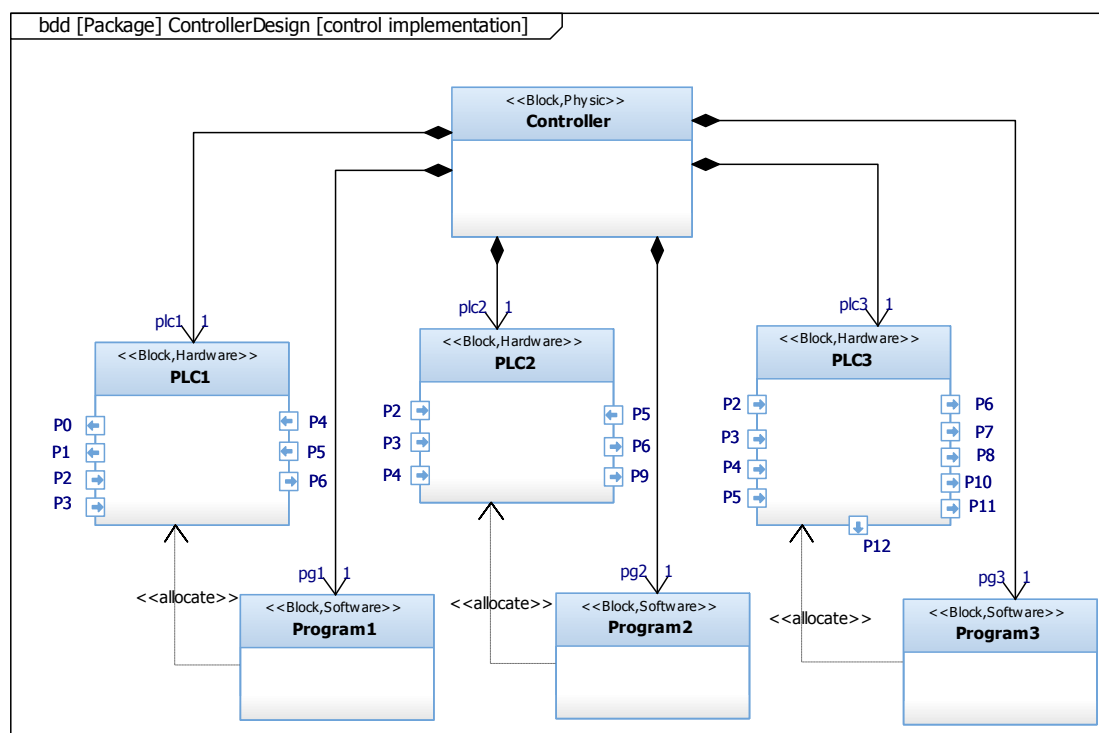 bdd [Package] ControllerDesign [control implementation]
<<Block,Physic>>
Controller
plc1 1
<<Block,Hardware>>
PLC1
P0
P1
P2
P3
P4
P5
P6
plc2 1
<<Block,Hardware>>
PLC2
P2
P3
P4
P5
P6
P9
plc3 1
<<Block,Hardware>>
PLC3
P2
P3
P4
P5
P6
P7
P8
P10
P11
P12
<<allocate>>
pg1 1
<<Block,Software>>
Program1
<<allocate>>
pg2 1
<<Block,Software>>
Program2
<<allocate>>
pg3 1
<<Block,Software>>
Program3